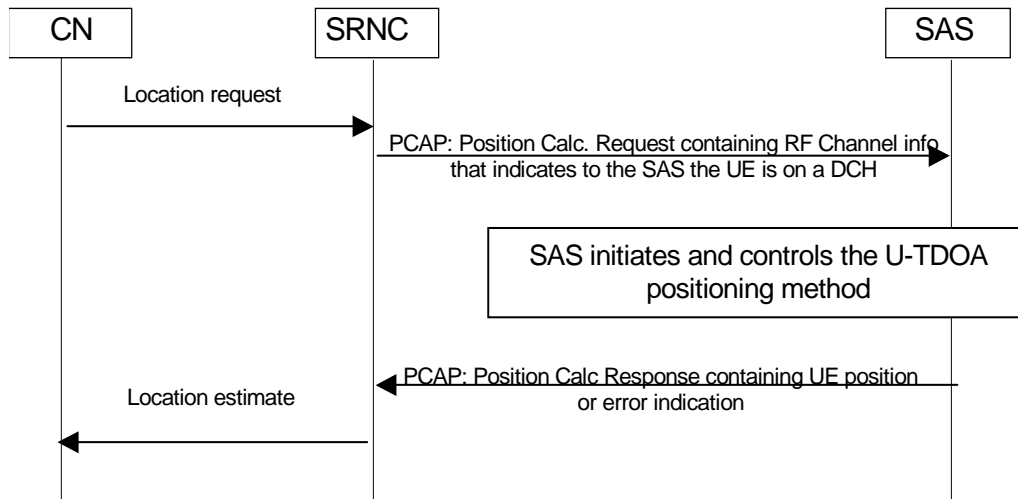 CN
SRNC
SAS
Location request
PCAP: Position Calc. Request containing RF Channel info
that indicates to the SAS the UE is on a DCH
SAS initiates and controls the U-TDOA
positioning method
PCAP: Position Calc Response containing UE position
or error indication
Location estimate